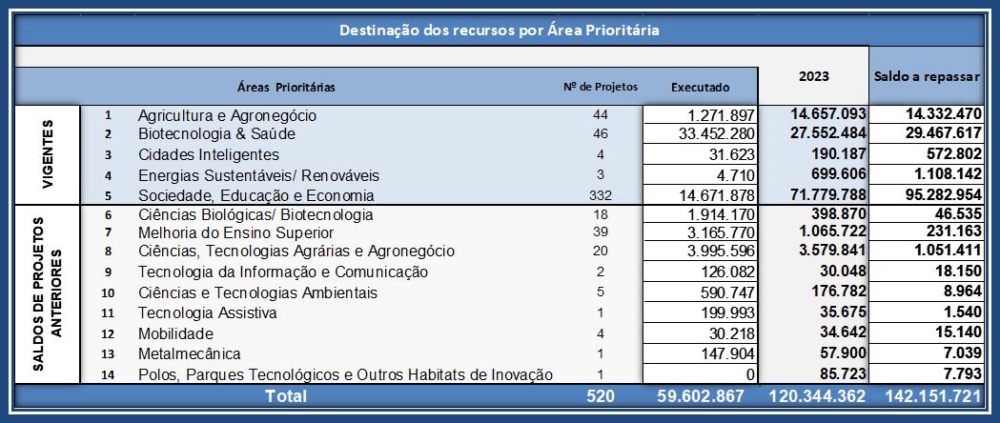 Destinação dos recursos por Área Prioritária
Áreas Prioritárias Nº de Projetos Executado 2023 Saldo a repassar
VIGENTES
1 Agricultura e Agronegócio 44 1.271.897 14.657.093 14.332.470
2 Biotecnologia & Saúde 46 33.452.280 27.552.484 29.467.617
3 Cidades Inteligentes 4 31.623 190.187 572.802
4 Energias Sustentáveis/ Renováveis 3 4.710 699.606 1.108.142
5 Sociedade, Educação e Economia 332 14.671.878 71.779.788 95.282.954
SALDOS DE PROJETOS ANTERIORES
6 Ciências Biológicas/ Biotecnologia 18 1.914.170 398.870 46.535
7 Melhoria do Ensino Superior 39 3.165.770 1.065.722 231.163
8 Ciências, Tecnologias Agrárias e Agronegócio 20 3.995.596 3.579.841 1.051.411
9 Tecnologia da Informação e Comunicação 2 126.082 30.048 18.150
10 Ciências e Tecnologias Ambientais 5 590.747 176.782 8.964
11 Tecnologia Assistiva 1 199.993 35.675 1.540
12 Mobilidade 4 30.218 34.642 15.140
13 Metalmecânica 1 147.904 57.900 7.039
14 Polos, Parques Tecnológicos e Outros Habitats de Inovação 1 0 85.723 7.793
Total 520 59.602.867 120.344.362 142.151.721